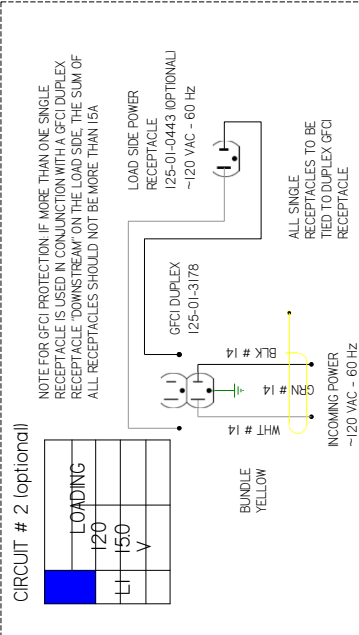 CIRCUIT # 2 (optional)
NOTE FOR GFCI PROTECTION: IF MORE THAN ONE SINGLE
RECEPTACLE IS USED IN CONJUNCTION WITH A GFCI DUPLEX
RECEPTACLE "DOWNSTREAM" ON THE LOAD SIDE, THE SUM OF
ALL RECEPTACLES SHOULD NOT BE MORE THAN 15A
LOADING
120
L1 15.0
V
LOAD SIDE POWER
RECEPTACLE
125-01-0443 (OPTIONAL)
~120 VAC - 60 Hz
GFCI DUPLEX
125-01-3178
ALL SINGLE
RECEPTACLES TO BE
TIED TO DUPLEX GFCI
RECEPTACLE
BUNDLE
YELLOW
WHT # 14
GRN # 14
BLK # 14
INCOMING POWER
~120 VAC - 60 Hz